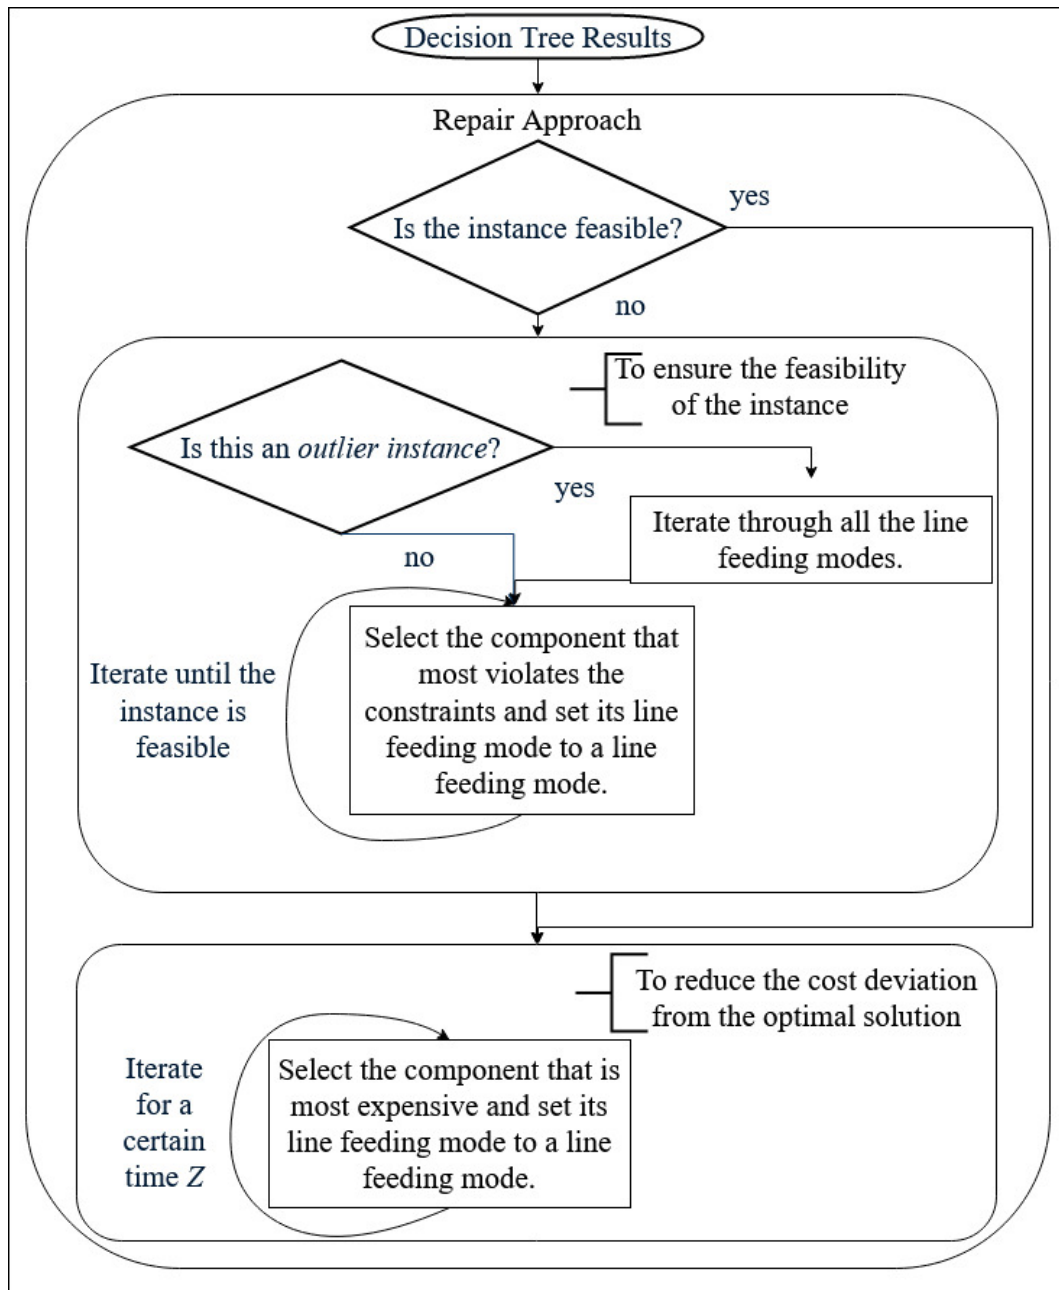 Decision Tree Results
Repair Approach
yes
Is the instance feasible?
no
To ensure the feasibility
of the instance
Is this an outlier instance?
yes
Iterate through all the line
feeding modes.
no
Select the component that
most violates the
constraints and set its line
feeding mode to a line
feeding mode.
Iterate until the
instance is
feasible
To reduce the cost deviation
from the optimal solution
Iterate
for a
certain
time Z
Select the component that is
most expensive and set its
line feeding mode to a line
feeding mode.